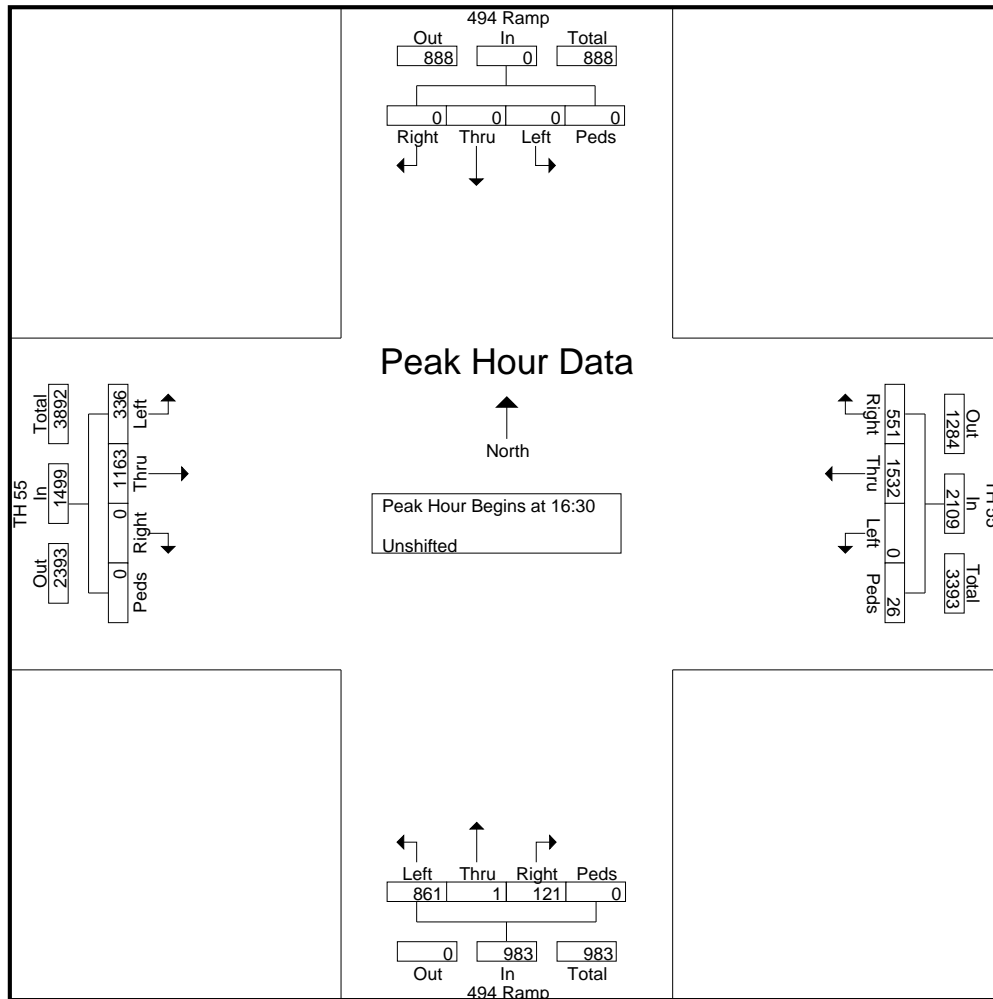 494 Ramp
Out In Total
888 0 888
0 0 0 0
Right Thru Left Peds
Peak Hour Data
North
Peak Hour Begins at 16:30
Unshifted
TH 55
Total In Out
3892 1499 2393
336 1163 0 0
Left Thru Right Peds
TH 55
Out In Total
1284 2109 3393
551 1532 0 26
Right Thru Left Peds
Left Thru Right Peds
861 1 121 0
0 983 983
Out In Total
494 Ramp